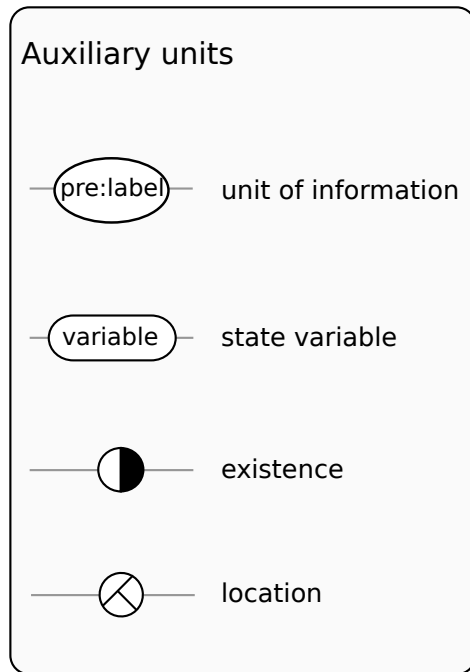 Auxiliary units
pre:label unit of information
variable state variable
existence
location